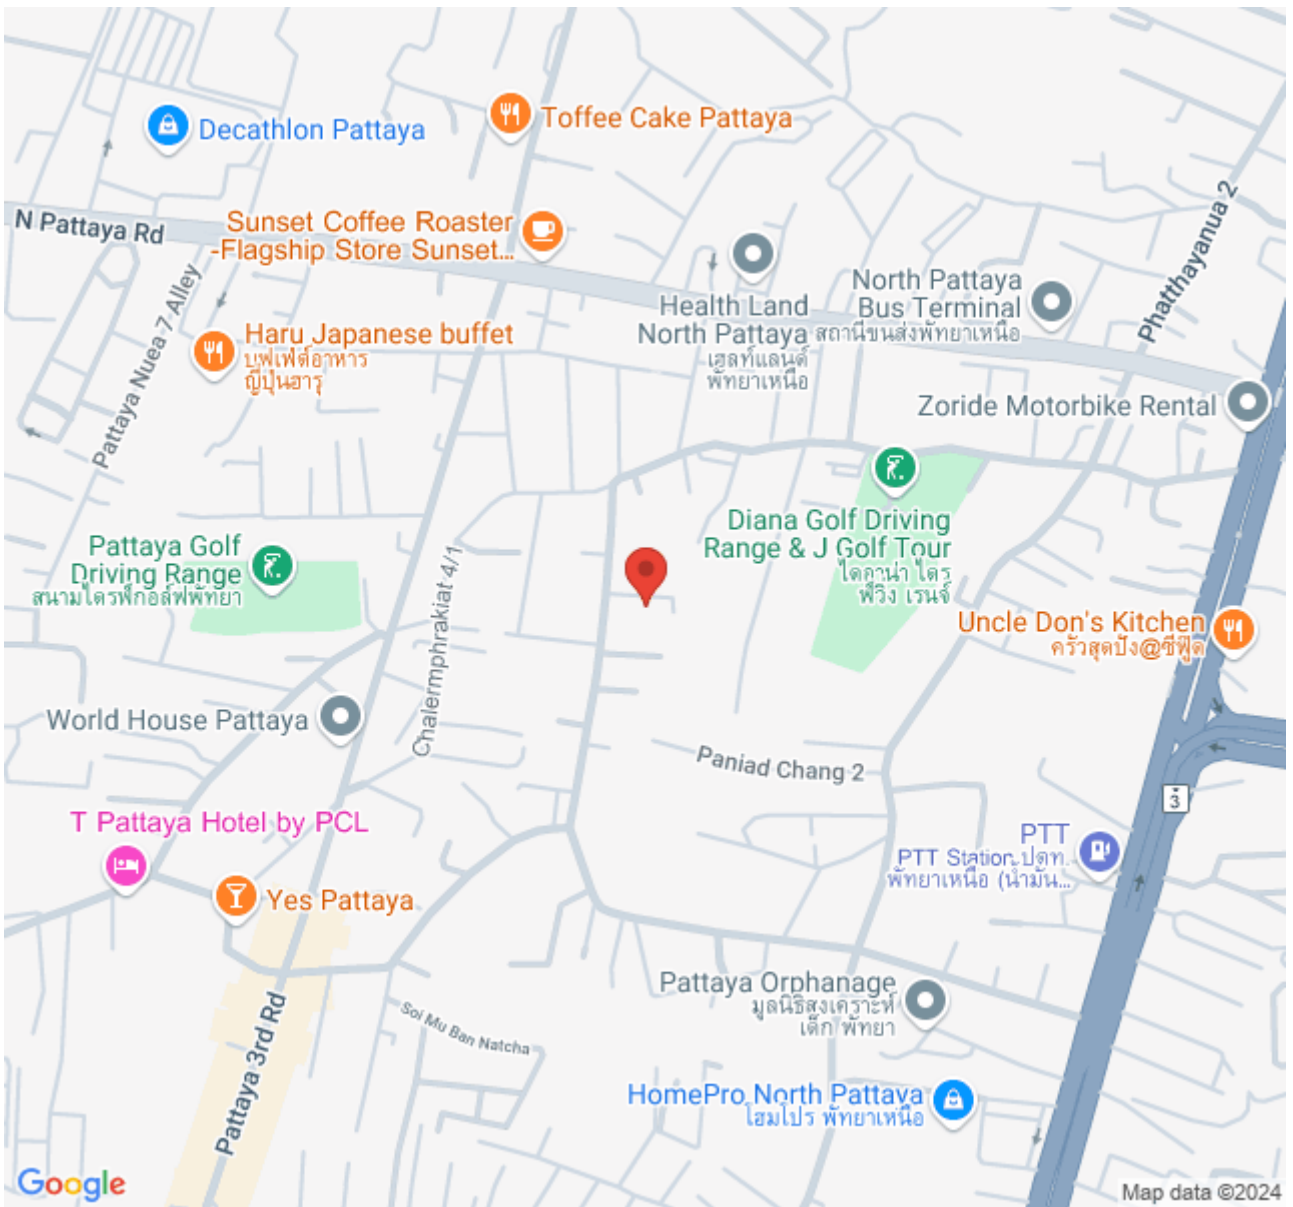 Decathlon Pattaya
Toffee Cake Pattaya
N Pattaya Rd
Sunset Coffee Roaster
-Flagship Store Sunset...
Phatthayanua 2
Pattaya Nuea 7 Alley
Health Land
North Pattaya
เฮลท์แลนด์
พัทยาเหนือ
North Pattaya
Bus Terminal
สถานีขนส่งพัทยาเหนือ
Haru Japanese buffet
บุฟเฟ่ต์อาหาร
ญี่ปุ่นฮารุ
Zoride Motorbike Rental
Diana Golf Driving
Range & J Golf Tour
ไดอาน่า ไดร
ฟ์วิง เรนจ์
Pattaya Golf
Driving Range
สนามไดรฟ์กอล์ฟพัทยา
Chalermphrakiat 4/1
Uncle Don's Kitchen
ครัวสุดปัง@ซีฟู๊ด
World House Pattaya
Paniad Chang 2
3
T Pattaya Hotel by PCL
PTT
PTT Station ปตท.
พัทยาเหนือ (น้ำมัน...
Yes Pattaya
Pattaya Orphanage
มูลนิธิสงเคราะห์
เด็ก พัทยา
Soi Mu Ban Natcha
Pattaya 3rd Rd
HomePro North Pattaya
โฮมโปร พัทยาเหนือ
Google
Map data ©2024